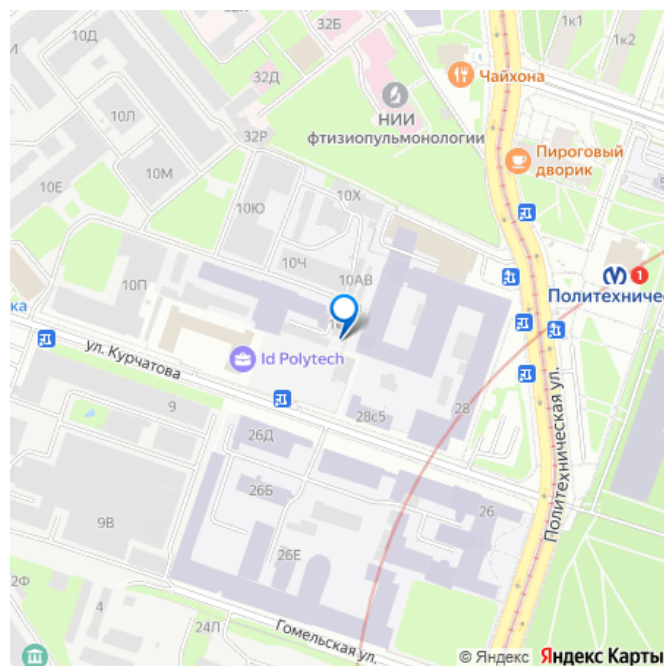 32Б
1к1
1к2
10Д
32Д
Чайхона
10Л
НИИ
фтизиопульмонологии
32Р
Пироговый
дворик
10М
10Е
10Х
10Ю
10Ч
10АВ
10П
1
Политехничес
ка
ул. Курчатова
Id Polytech
9
28с5
28
26Д
26Б
26
9В
26Е
Политехническая ул.
2Ф
4
24Л
Гомельская ул.
© Яндекс Яндекс Карты